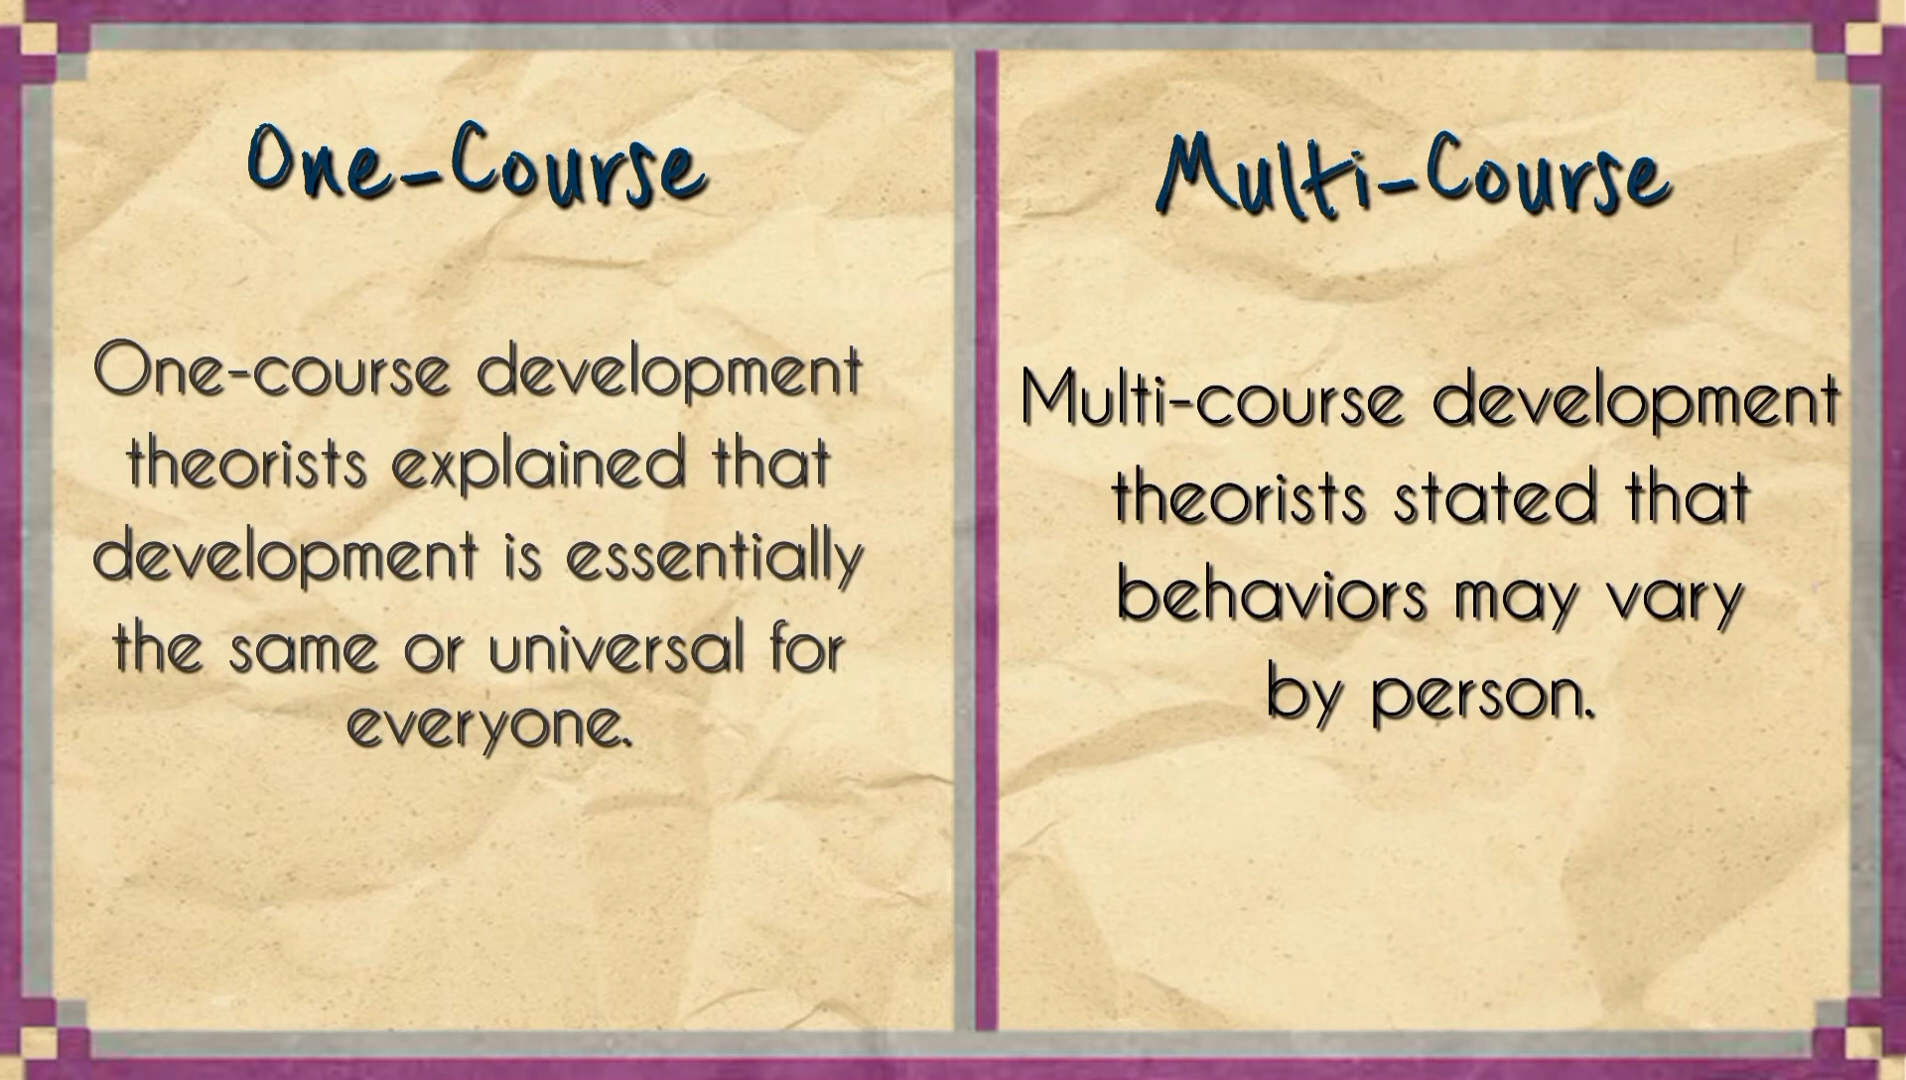 One-Course
One-course development
theorists explained that
development is essentially
the same or universal for
everyone.
Multi-Course
Multi-course development
theorists stated that
behaviors may vary
by person.